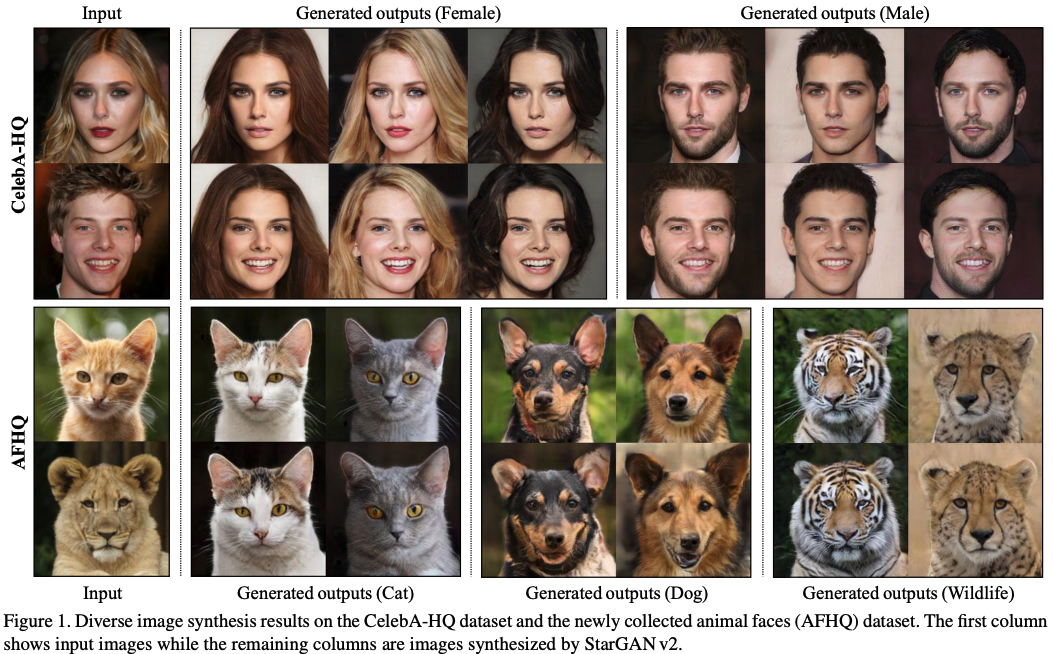 Input
Generated outputs (Female)
Generated outputs (Male)
CelebA-HQ
AFHQ
Input
Generated outputs (Cat)
Generated outputs (Dog)
Generated outputs (Wildlife)
Figure 1. Diverse image synthesis results on the CelebA-HQ dataset and the newly collected animal faces (AFHQ) dataset. The first column
shows input images while the remaining columns are images synthesized by StarGAN v2.